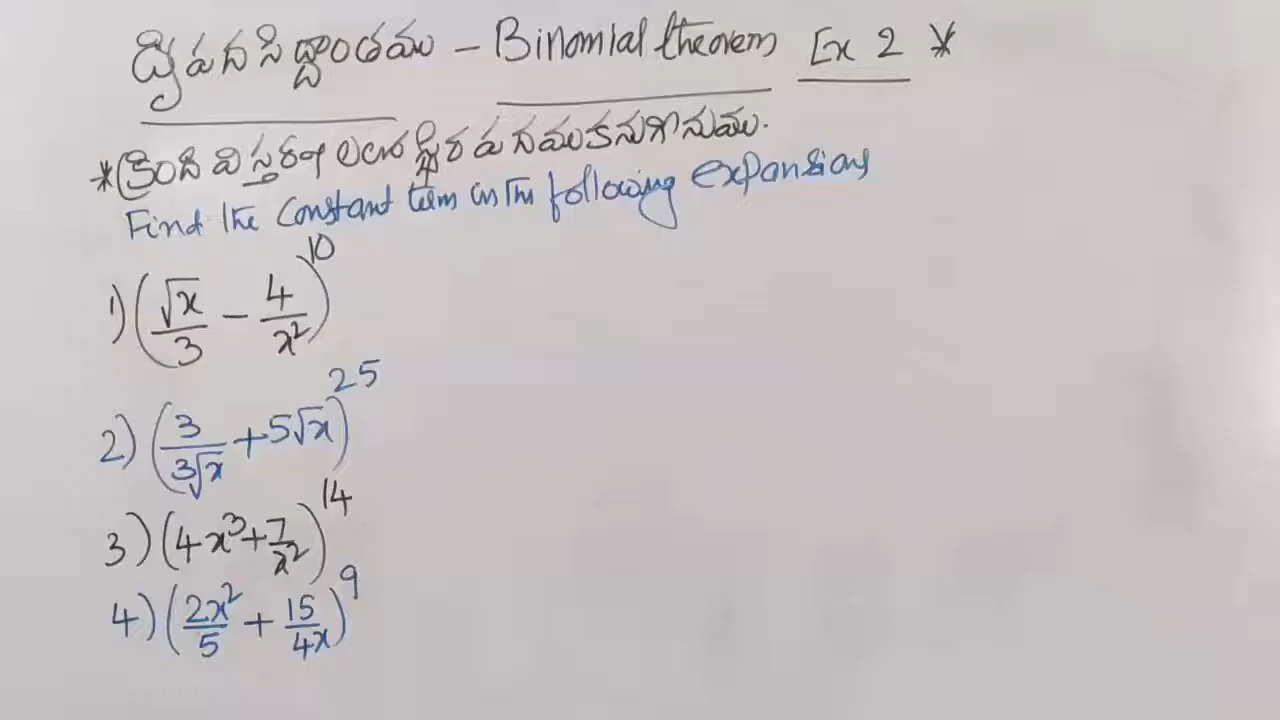 ద్విపద సిద్ధాంతము - Binomial theorem Ex 2 *
* క్రింది విస్తరణలలో స్థిరపదము కనుగొనుము.
Find the constant term in the following expansions
1) (√x/3 - 4/x²)¹⁰
2) (3/∛x + 5√x)²⁵
3) (4x³ + 7/x²)¹⁴
4) (2x²/5 + 15/4x)⁹